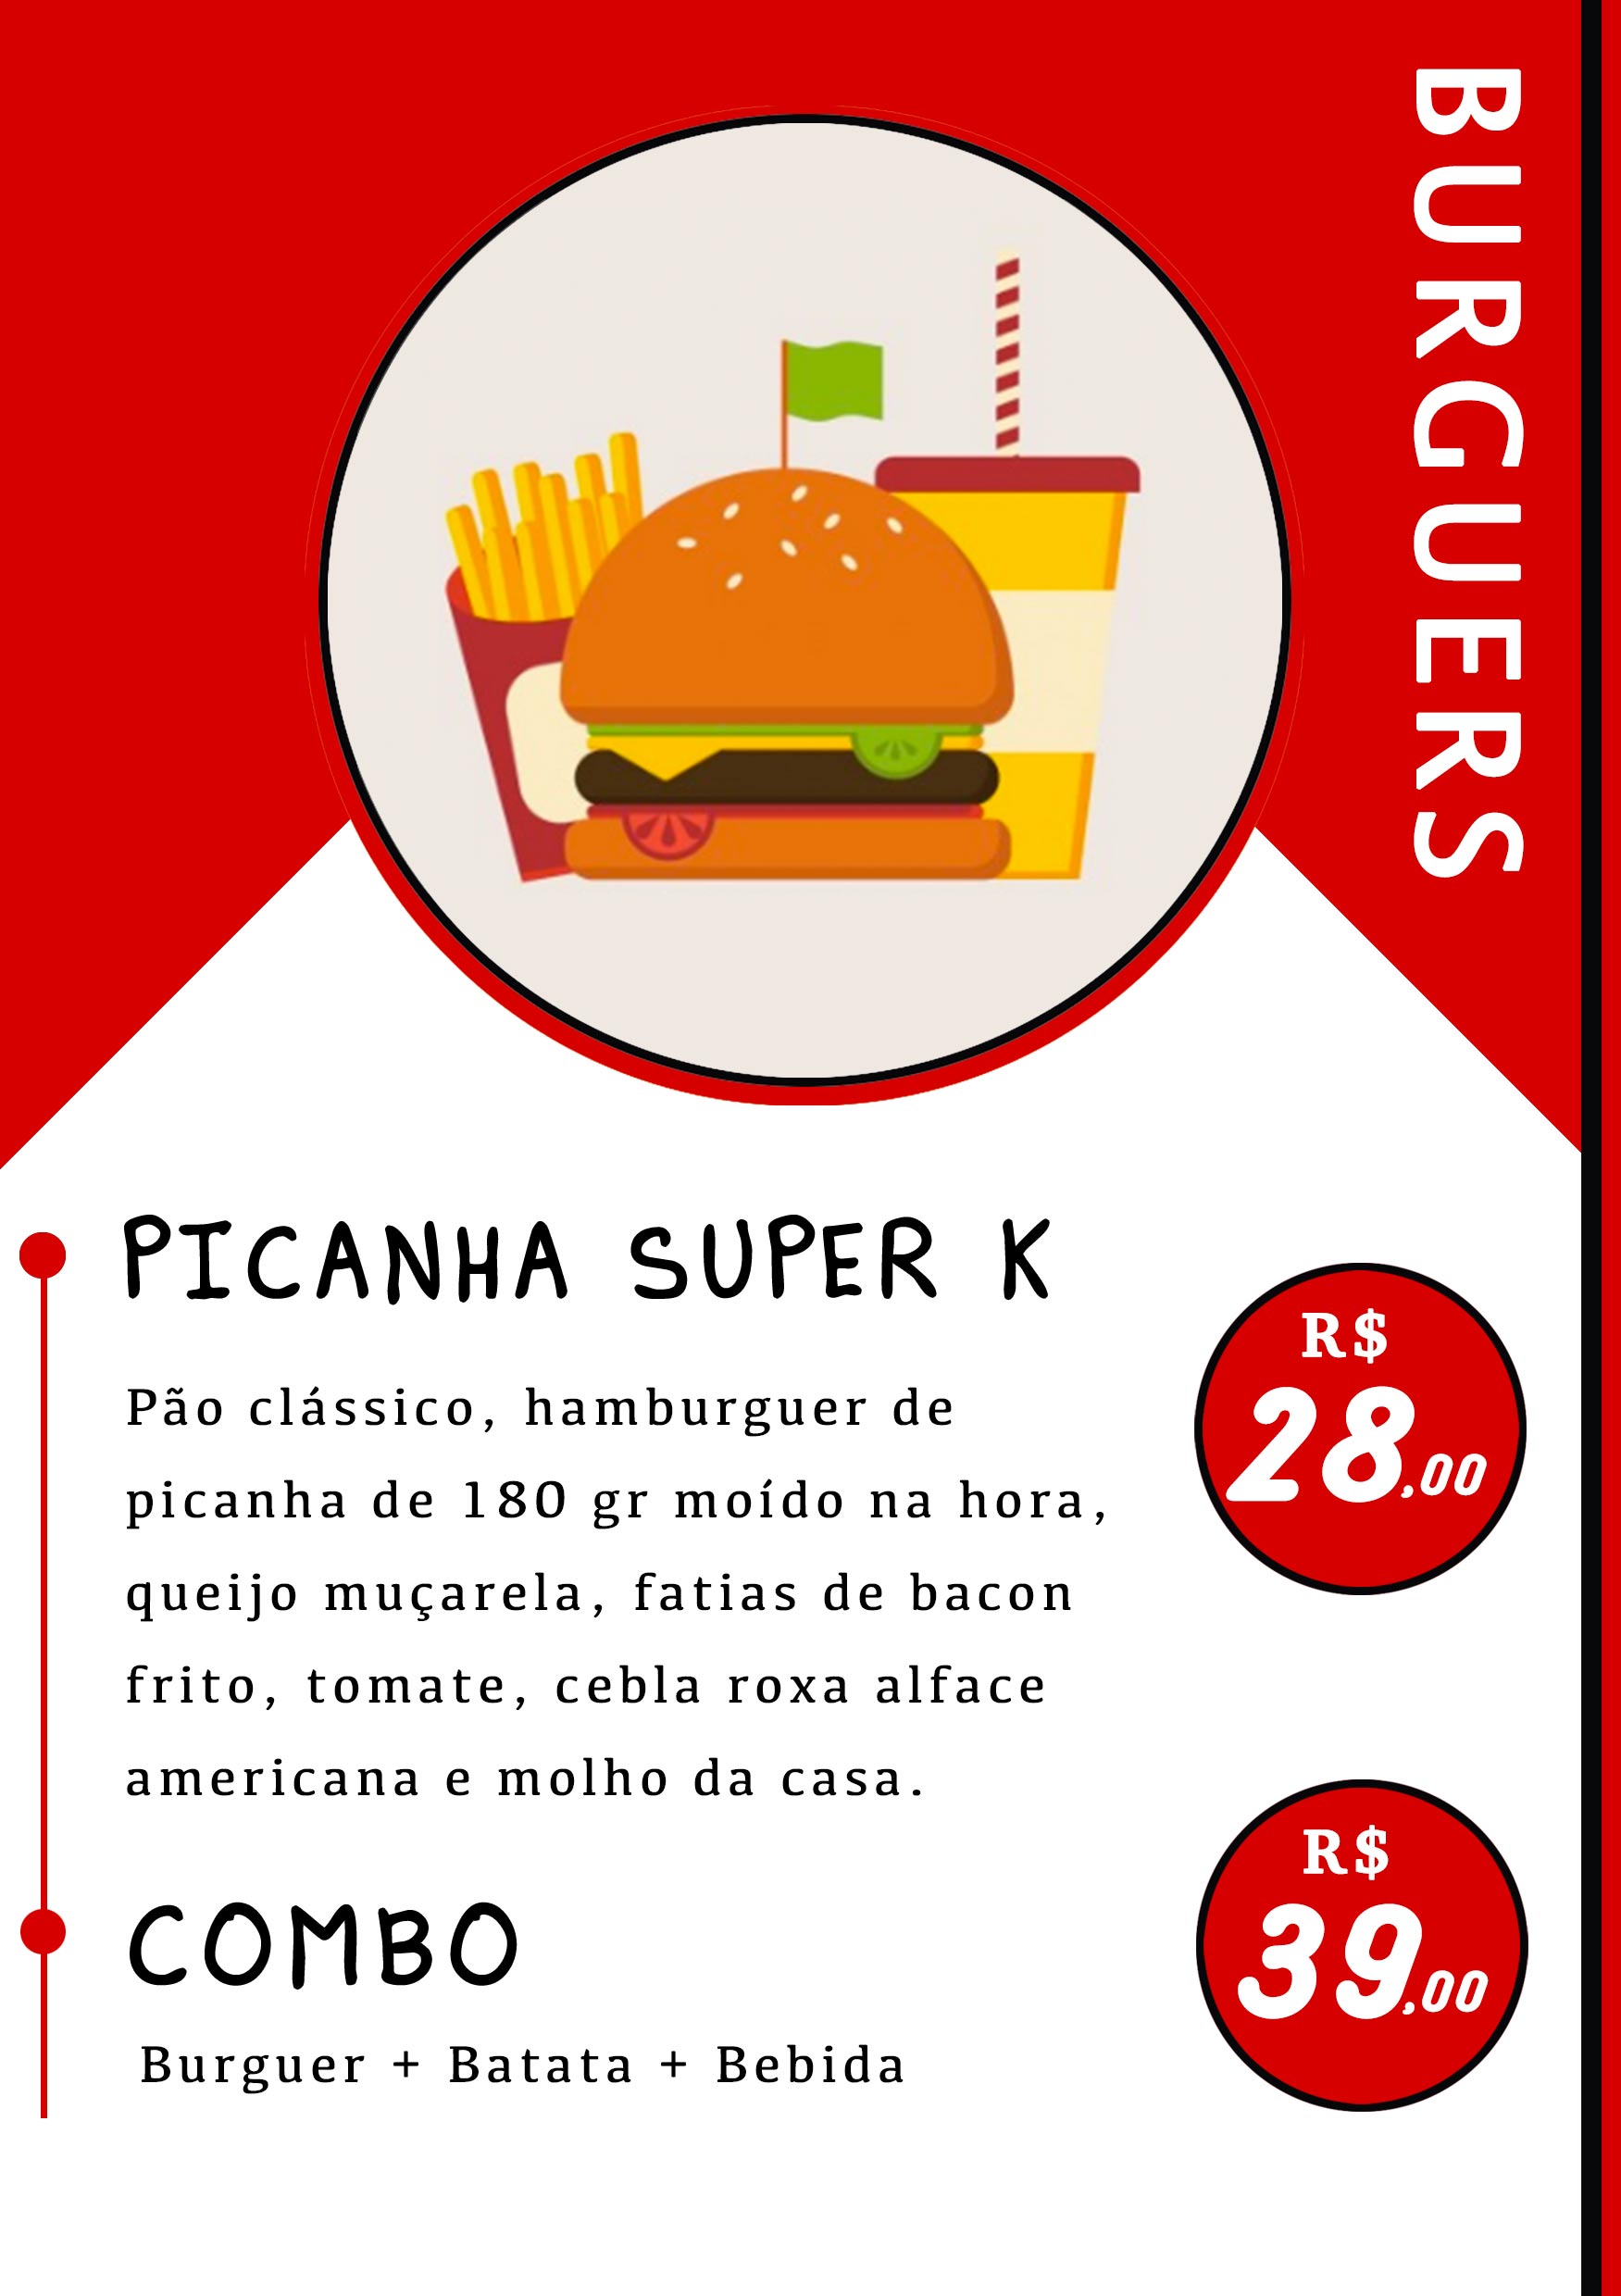 BURGUERS
PICANHA SUPER K
R$
28,00
Pão clássico, hamburguer de
picanha de 180 gr moído na hora,
queijo muçarela, fatias de bacon
frito, tomate, cebla roxa alface
americana e molho da casa.
COMBO
R$
39,00
Burguer + Batata + Bebida